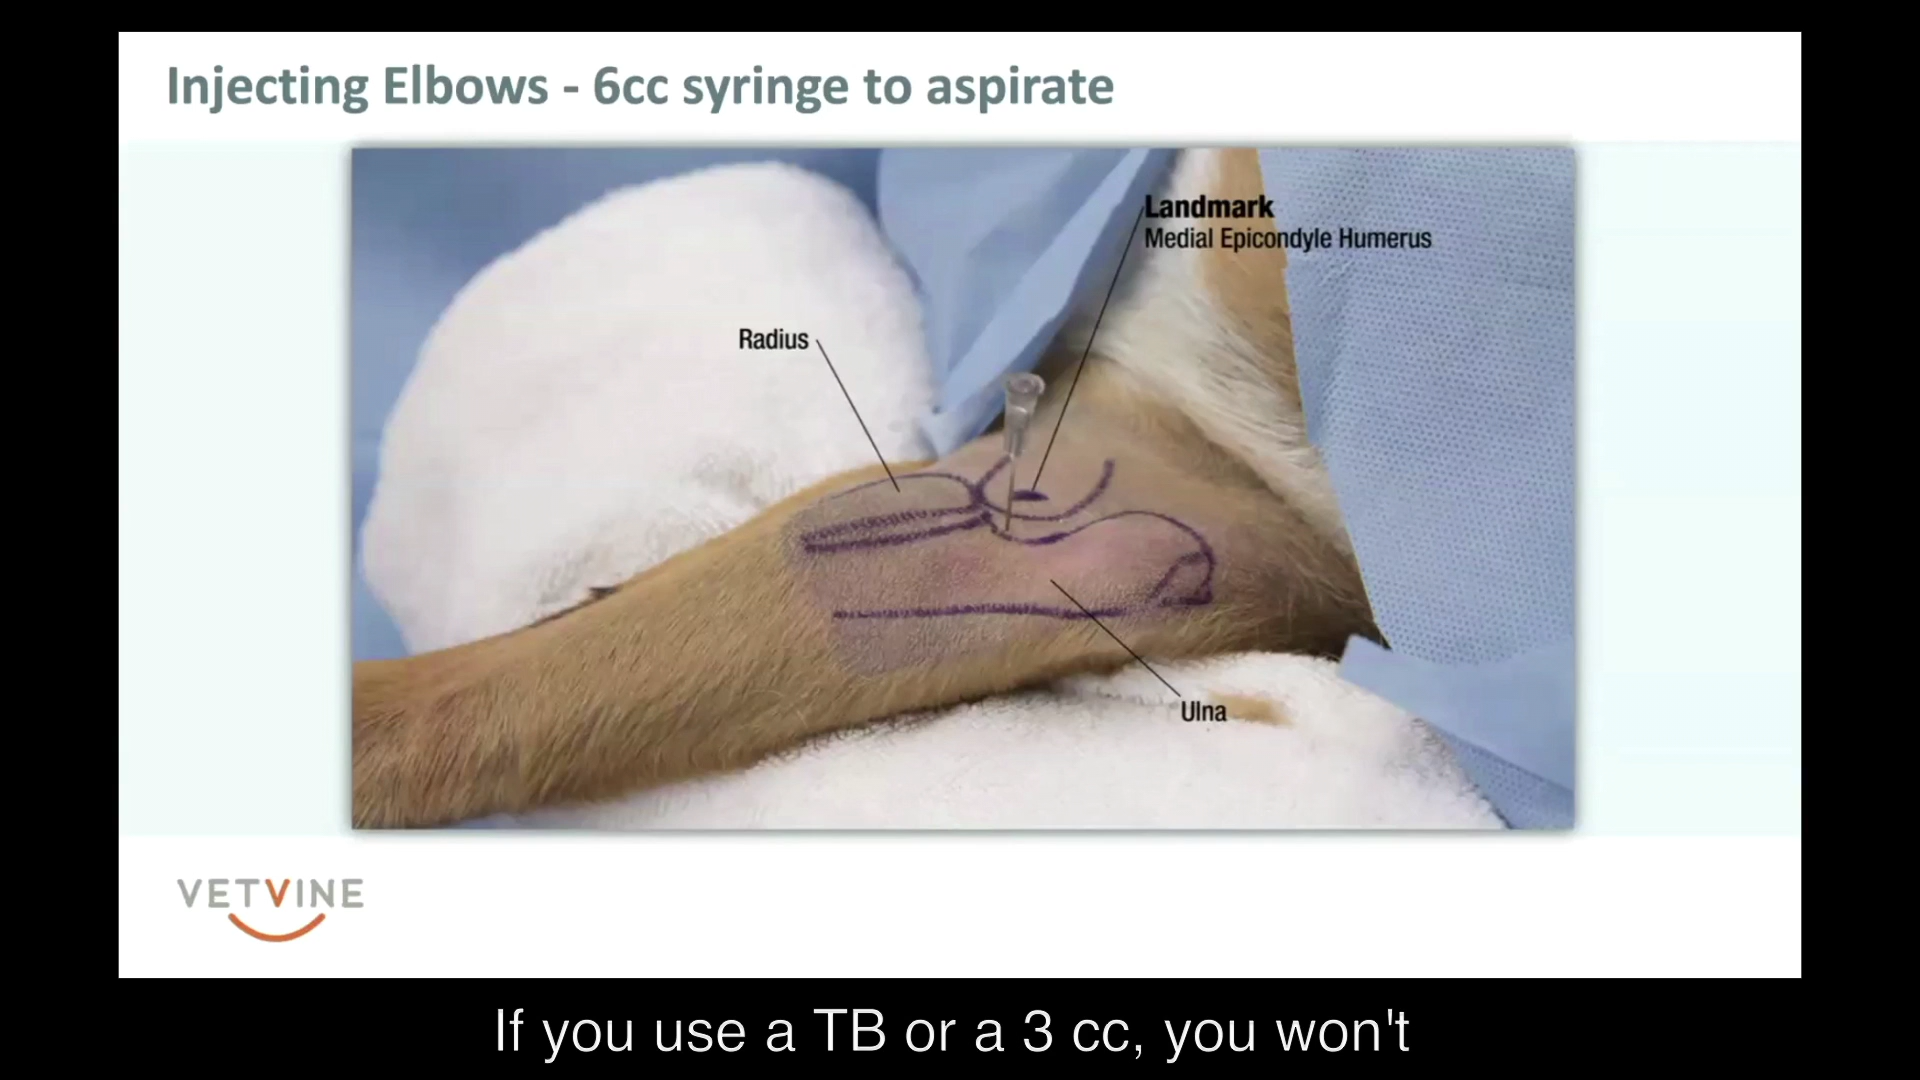 Injecting Elbows - 6cc syringe to aspirate
Landmark
Medial Epicondyle Humerus
Radius
Ulna
VETVINE
If you use a TB or a 3 cc, you won't